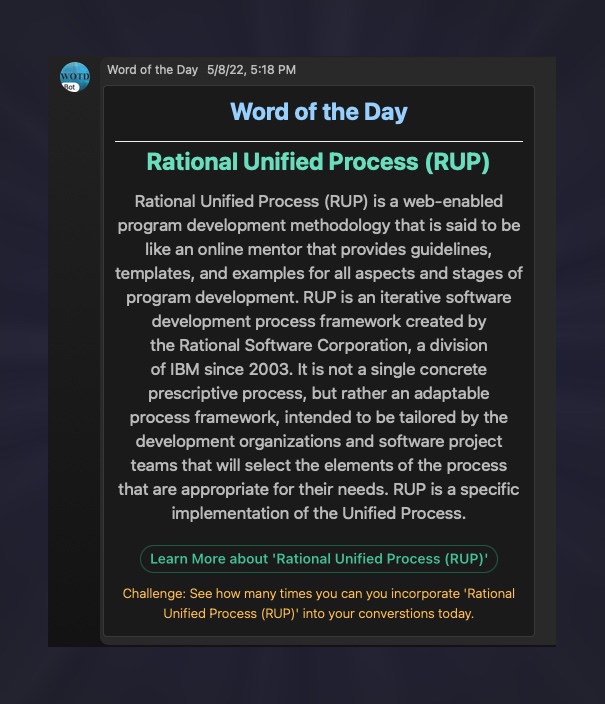 WOTD
Bot
Word of the Day 5/8/22, 5:18 PM
Word of the Day
Rational Unified Process (RUP)
Rational Unified Process (RUP) is a web-enabled
program development methodology that is said to be
like an online mentor that provides guidelines,
templates, and examples for all aspects and stages of
program development. RUP is an iterative software
development process framework created by
the Rational Software Corporation, a division
of IBM since 2003. It is not a single concrete
prescriptive process, but rather an adaptable
process framework, intended to be tailored by the
development organizations and software project
teams that will select the elements of the process
that are appropriate for their needs. RUP is a specific
implementation of the Unified Process.
Learn More about 'Rational Unified Process (RUP)'
Challenge: See how many times you can you incorporate 'Rational
Unified Process (RUP)' into your converstions today.